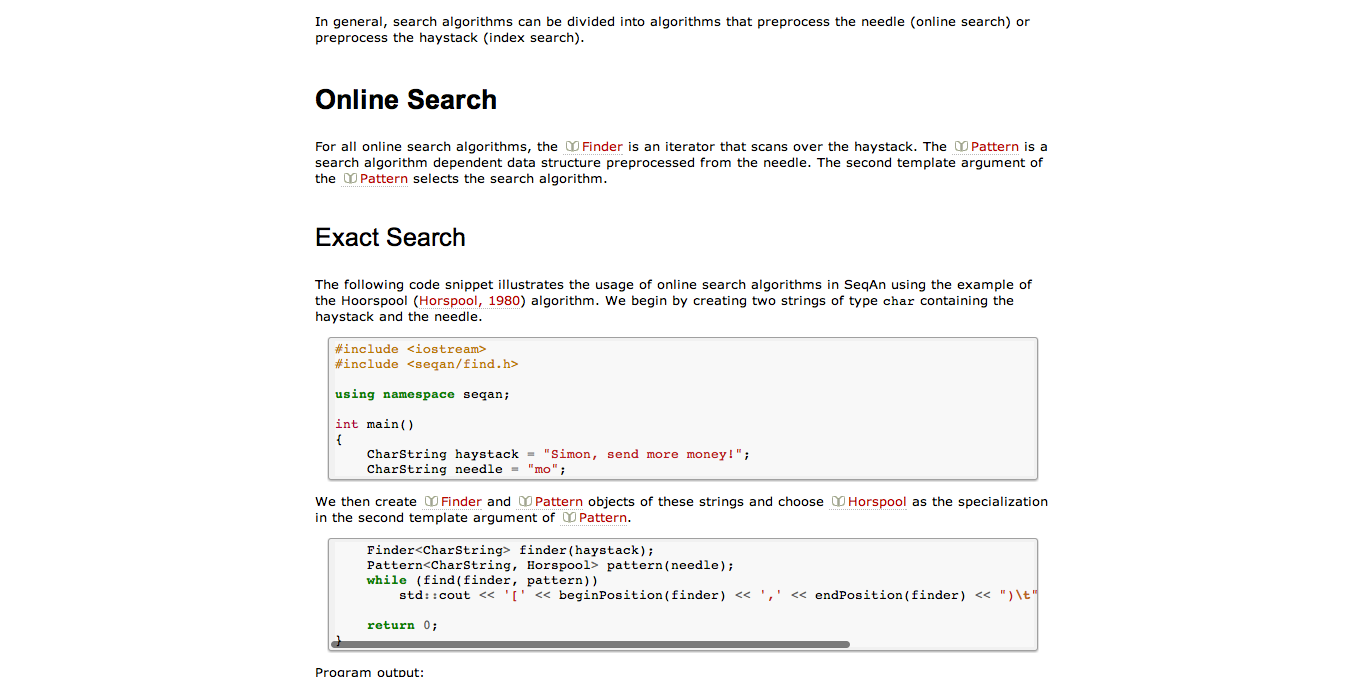 In general, search algorithms can be divided into algorithms that preprocess the needle (online search) or
preprocess the haystack (index search).
Online Search
For all online search algorithms, the Finder is an iterator that scans over the haystack. The Pattern is a
search algorithm dependent data structure preprocessed from the needle. The second template argument of
the Pattern selects the search algorithm.
Exact Search
The following code snippet illustrates the usage of online search algorithms in SeqAn using the example of
the Hoorspool (Horspool, 1980) algorithm. We begin by creating two strings of type char containing the
haystack and the needle.
#include <iostream>
#include <seqan/find.h>
using namespace seqan;
int main()
{
CharString haystack = "Simon, send more money!";
CharString needle = "mo";
We then create Finder and Pattern objects of these strings and choose Horspool as the specialization
in the second template argument of Pattern.
Finder<CharString> finder(haystack);
Pattern<CharString, Horspool> pattern(needle);
while (find(finder, pattern))
std::cout << '[' << beginPosition(finder) << ',' << endPosition(finder) << ")\t"
return 0;
}
Program output: